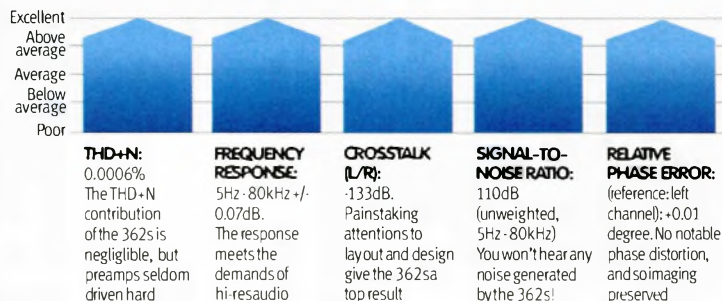 Excellent
Above
average
Average
Below
average
Poor
THD+N:
0.0006%
The THD+N
contribution
of the 362s is
negligible, but
preamps seldom
driven hard
FREQUENCY
RESPONSE:
5Hz - 80kHz +/-
0.07dB.
The response
meets the
demands of
hi-res audio
CROSSTALK
(L/R):
-133dB.
Painstaking
attentions to
layout and design
give the 362s a
top result
SIGNAL-TO-
NOISE RATIO:
110dB
(unweighted,
5Hz - 80kHz)
You won't hear any
noise generated
by the 362s!
RELATIVE
PHASE ERROR:
(reference: left
channel): +0.01
degree. No notable
phase distortion,
and so imaging
preserved